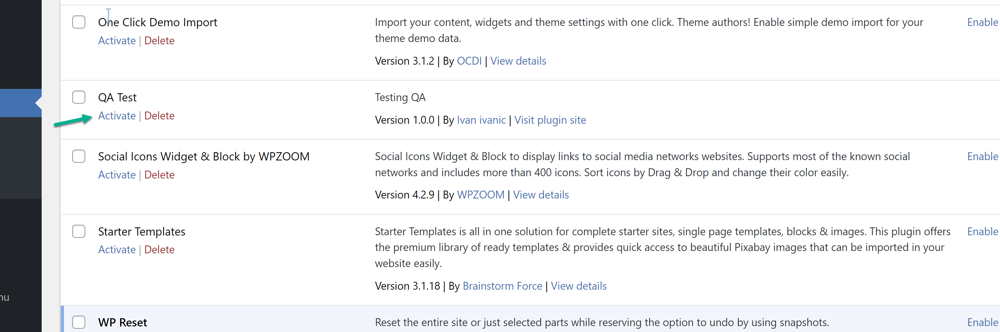 One Click Demo Import
Import your content, widgets and theme settings with one click. Theme authors! Enable simple demo import for your
Enable
Activate | Delete
theme demo data.
Version 3.1.2 | By OCDI | View details
QA Test
Testing QA
Activate | Delete
Version 1.0.0 | By Ivan ivanic | Visit plugin site
Social Icons Widget & Block by WPZOOM
Social Icons Widget & Block to display links to social media networks websites. Supports most of the known social
Enable
Activate | Delete
networks and includes more than 400 icons. Sort icons by Drag & Drop and change their color easily.
Version 4.2.9 | By WPZOOM | View details
Starter Templates
Starter Templates is all in one solution for complete starter sites, single page templates, blocks & images. This plugin offers
Enable
Activate | Delete
the premium library of ready templates & provides quick access to beautiful Pixabay images that can be imported in your
website easily.
Version 3.1.18 | By Brainstorm Force | View details
nu
WP Reset
Reset the entire site or just selected parts while reserving the option to undo by using snapshots.
Enable